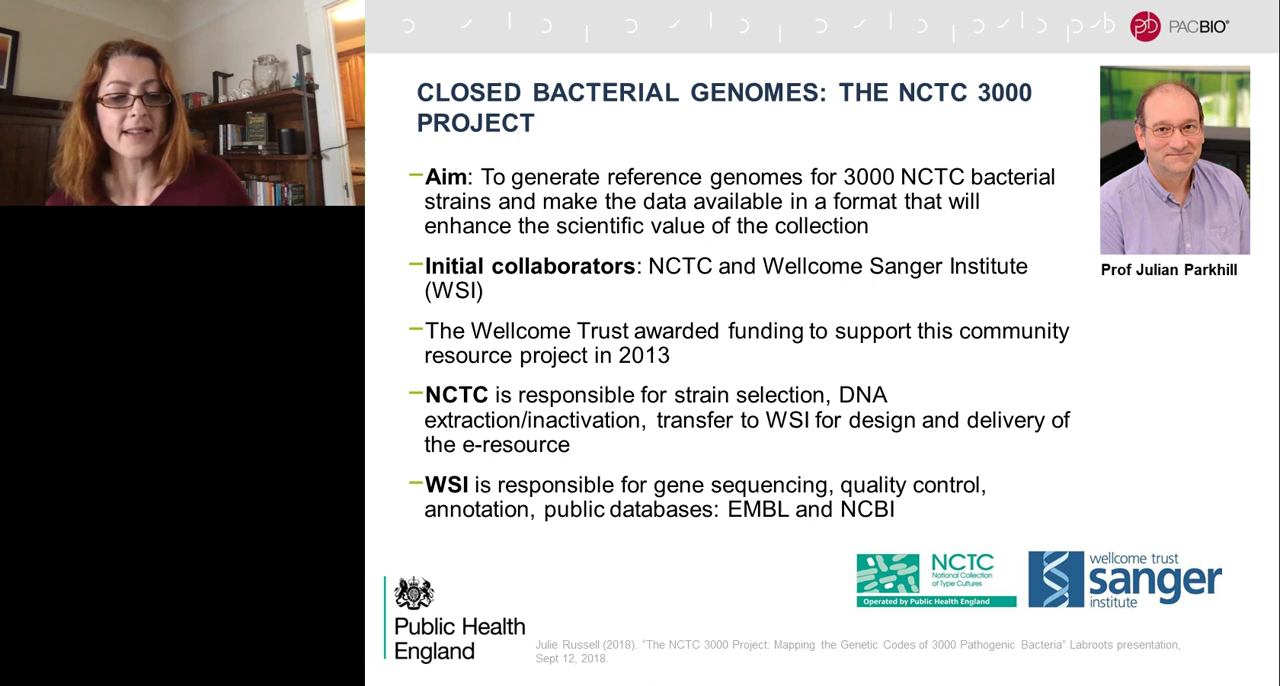 PACBIO®
CLOSED BACTERIAL GENOMES: THE NCTC 3000
PROJECT
Aim: To generate reference genomes for 3000 NCTC bacterial
strains and make the data available in a format that will
enhance the scientific value of the collection
Initial collaborators: NCTC and Wellcome Sanger Institute
(WSI)
The Wellcome Trust awarded funding to support this community
resource project in 2013
NCTC is responsible for strain selection, DNA
extraction/inactivation, transfer to WSI for design and delivery of
the e-resource
WSI is responsible for gene sequencing, quality control,
annotation, public databases: EMBL and NCBI
Prof Julian Parkhill
NCTC
National Collection
of Type Cultures
Operated by Public Health England
wellcome trust
sanger
institute
Public Health
England
Julie Russell (2018). “The NCTC 3000 Project: Mapping the Genetic Codes of 3000 Pathogenic Bacteria” Labroots presentation,
Sept 12, 2018.